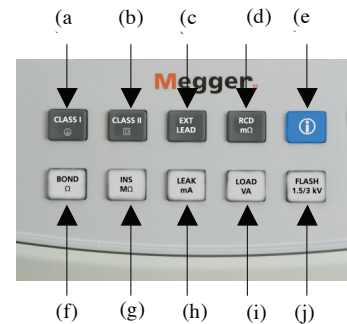 (a (b) (c (d) (e
Megger.
CLASS I CLASS II EXT LEAD RCD mΩ i
BOND Ω INS MΩ LEAK mA LOAD VA FLASH 1.5/3 kV
(f) (g) (h) (i) (j)